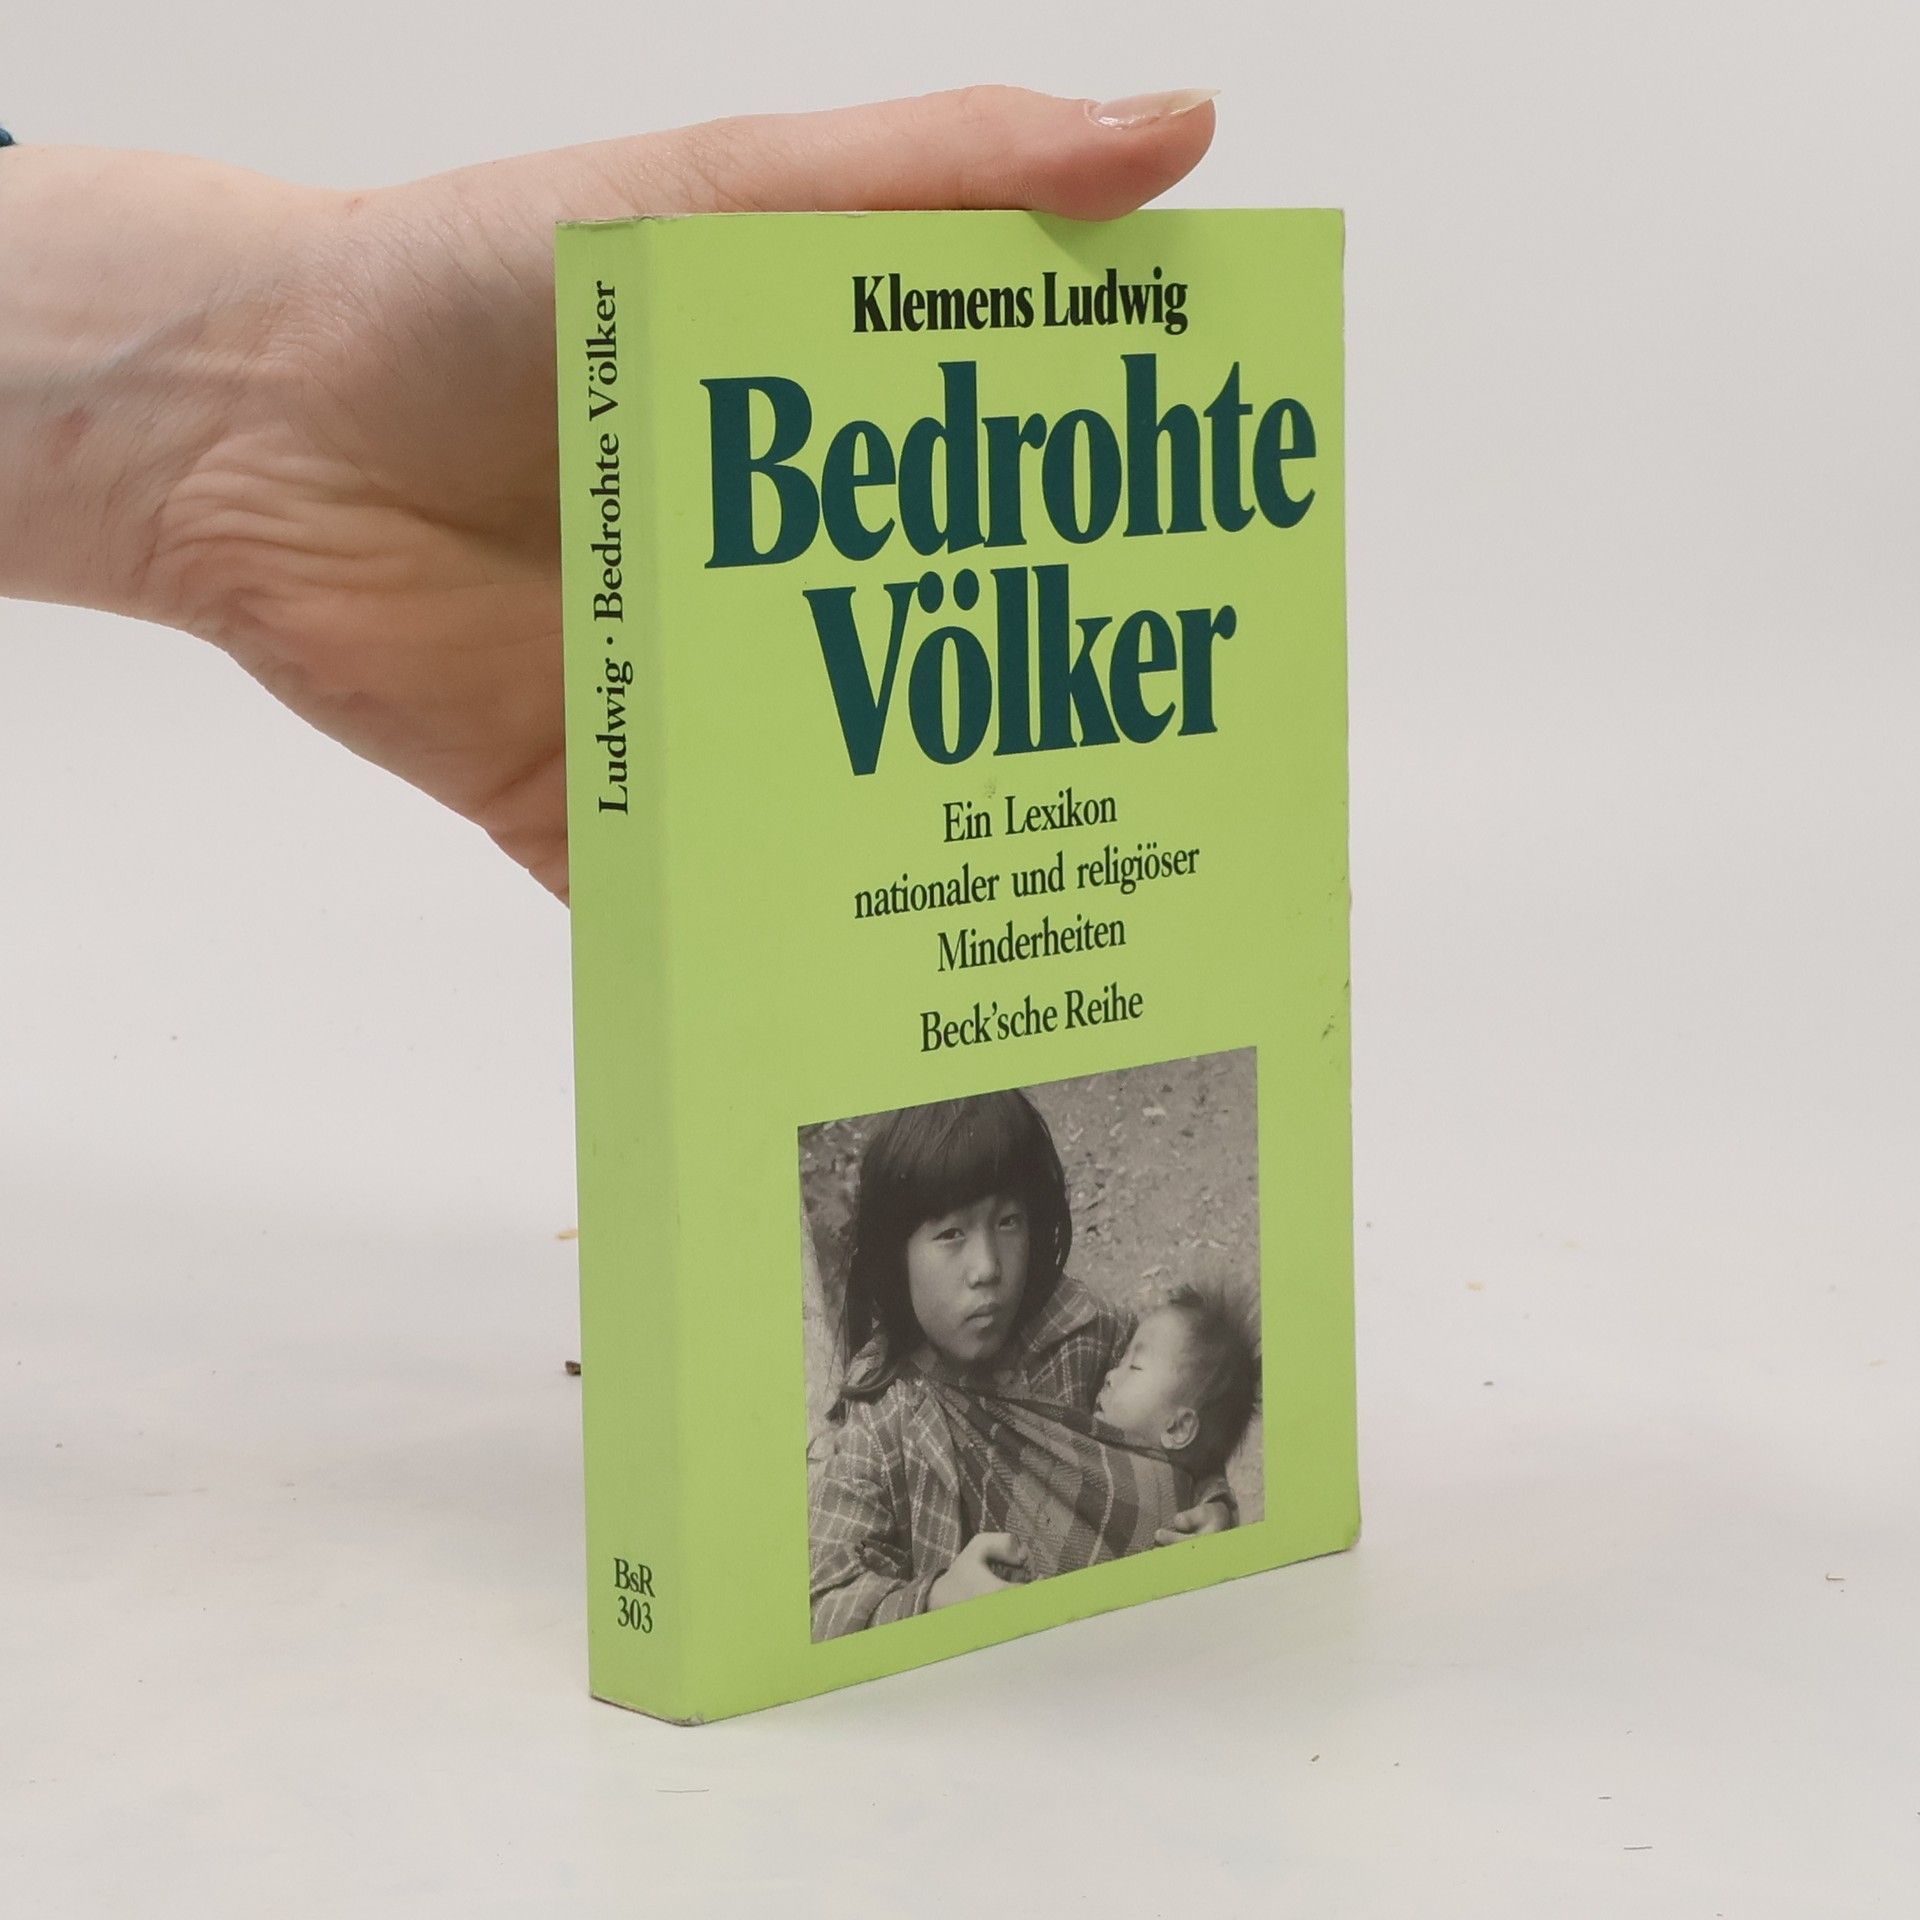 Ludwig · Bedrohte Völker
BsR
303
Klemens Ludwig
Bedrohte
Völker
Ein Lexikon
nationaler und religiöser
Minderheiten
Beck'sche Reihe